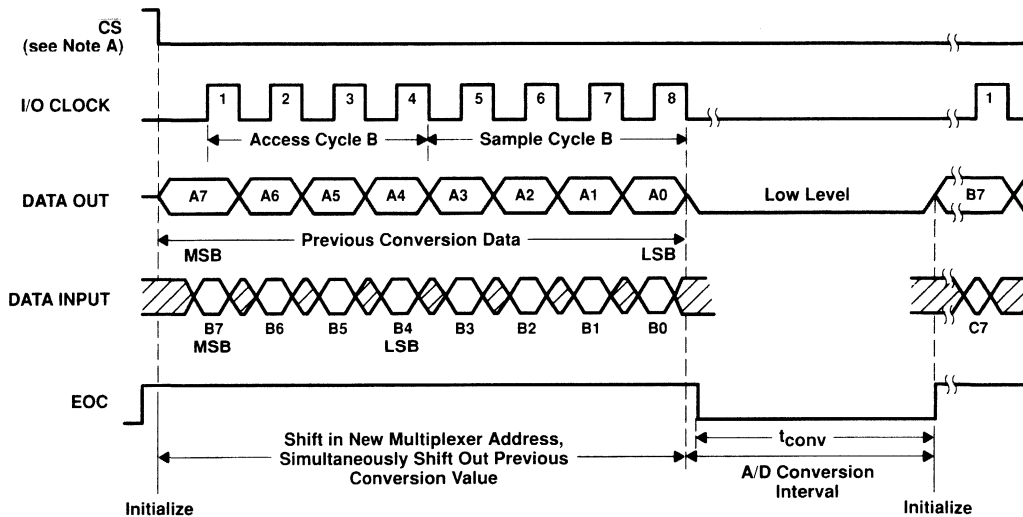 CS
(see Note A)
I/O CLOCK
1 2 3 4 5 6 7 8 1
Access Cycle B Sample Cycle B
DATA OUT
A7 A6 A5 A4 A3 A2 A1 A0 Low Level B7
Previous Conversion Data
MSB LSB
DATA INPUT
B7 B6 B5 B4 B3 B2 B1 B0 C7
MSB LSB
EOC
tconv
Shift in New Multiplexer Address,
Simultaneously Shift Out Previous
Conversion Value
A/D Conversion
Interval
Initialize Initialize